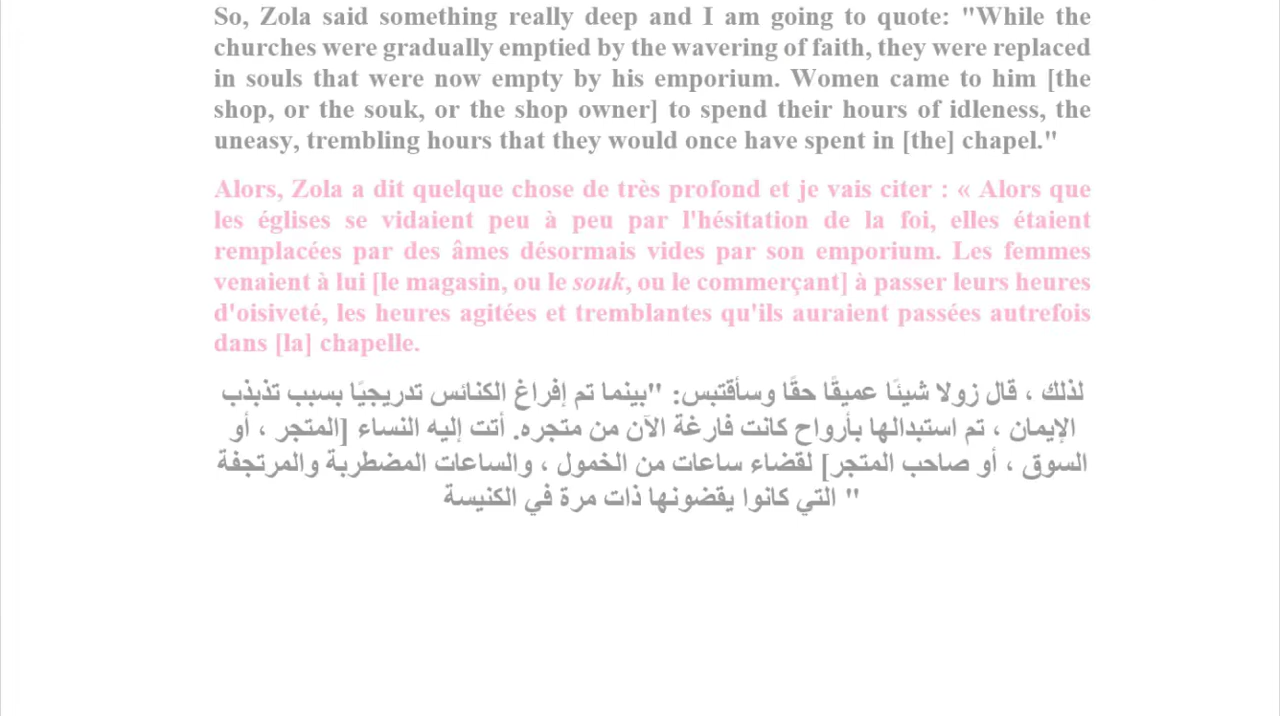 So, Zola said something really deep and I am going to quote: "While the
churches were gradually emptied by the wavering of faith, they were replaced
in souls that were now empty by his emporium. Women came to him [the
shop, or the souk, or the shop owner] to spend their hours of idleness, the
uneasy, trembling hours that they would once have spent in [the] chapel."
Alors, Zola a dit quelque chose de très profond et je vais citer : « Alors que
les églises se vidaient peu à peu par l'hésitation de la foi, elles étaient
remplacées par des âmes désormais vides par son emporium. Les femmes
venaient à lui [le magasin, ou le souk, ou le commerçant] à passer leurs heures
d'oisiveté, les heures agitées et tremblantes qu'ils auraient passées autrefois
dans [la] chapelle.
لذلك ، قال زولا شيئًا عميقًا حقًا وسأقتبس: "بينما تم إفراغ الكنائس تدريجيًا بسبب تذبذب
الإيمان ، تم استبدالها بأرواح كانت فارغة الآن من متجره. أتت إليه النساء [المتجر ، أو
السوق ، أو صاحب المتجر] لقضاء ساعات من الخمول ، والساعات المضطربة والمرتجفة
" التي كانوا يقضونها ذات مرة في الكنيسة